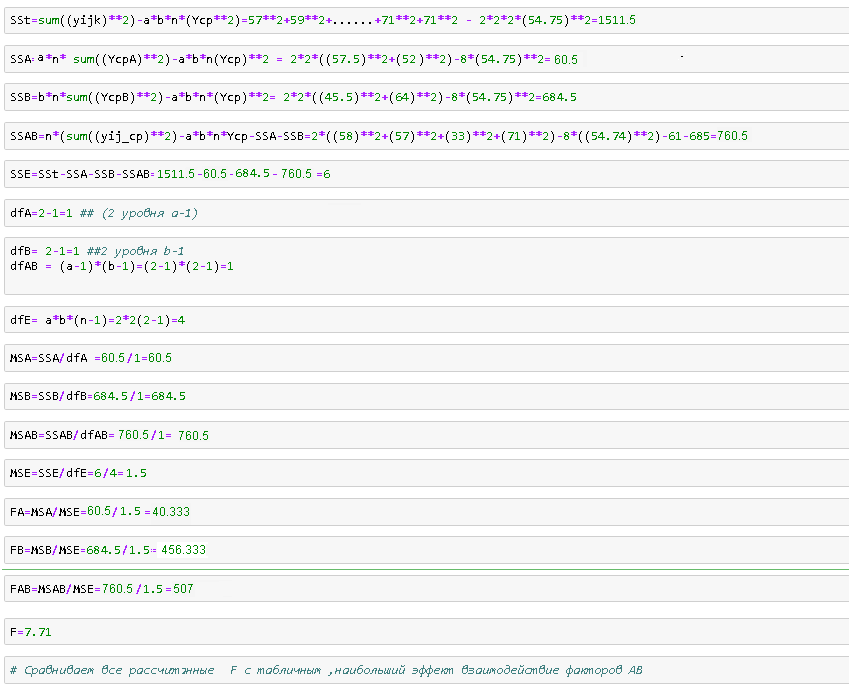 SSt=sum((yijk)**2)-a*b*n*(Ycp**2)=57**2+59**2+......+71**2+71**2 - 2*2*2*(54.75)**2=1511.5
SSA=a*n* sum((YcpA)**2)-a*b*n(Ycp)**2 = 2*2*((57.5)**2+(52)**2)-8*(54.75)**2= 60.5
SSB=b*n*sum((YcpB)**2)-a*b*n*(Ycp)**2= 2*2*((45.5)**2+(64)**2)-8*(54.75)**2=684.5
SSAB=n*(sum((yij_cp)**2)-a*b*n*Ycp-SSA-SSB=2*((58)**2+(57)**2+(33)**2+(71)**2)-8*((54.74)**2)-61-685=760.5
SSE=SSt-SSA-SSB-SSAB=1511.5-60.5-684.5-760.5 =6
dfA=2-1=1 ## (2 уровня a-1)
dfB= 2-1=1 ##2 уровня b-1
dfAB = (a-1)*(b-1)=(2-1)*(2-1)=1
dfE= a*b*(n-1)=2*2(2-1)=4
MSA=SSA/dfA =60.5/1=60.5
MSB=SSB/dfB=684.5/1=684.5
MSAB=SSAB/dfAB= 760.5/1= 760.5
MSE=SSE/dfE=6/4=1.5
FA=MSA/MSE=60.5/1.5=40.333
FB=MSB/MSE=684.5/1.5= 456.333
FAB=MSAB/MSE=760.5/1.5=507
F=7.71
# Сравниваем все рассчитанные F с табличным ,наибольший эффект взаимодействие факторов АВ